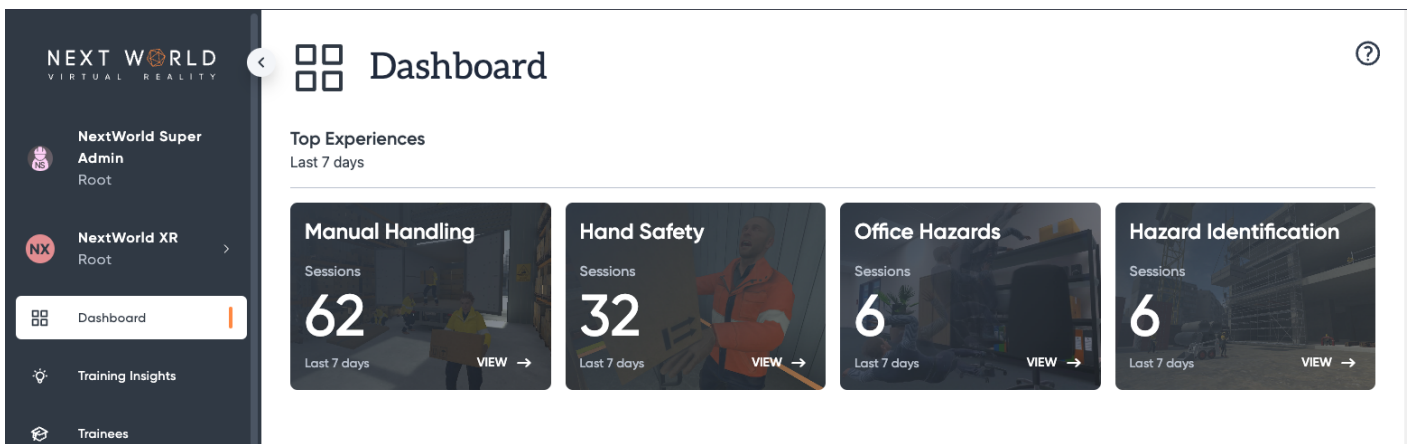 NEXT WORLD
VIRTUAL REALITY
NS
NextWorld Super
Admin
Root
NX
NextWorld XR
Root
Dashboard
Training Insights
Trainees
Dashboard
?
Top Experiences
Last 7 days
Manual Handling
Sessions
62
Last 7 days
VIEW →
Hand Safety
Sessions
32
Last 7 days
VIEW →
Office Hazards
Sessions
6
Last 7 days
VIEW →
Hazard Identification
Sessions
6
Last 7 days
VIEW →